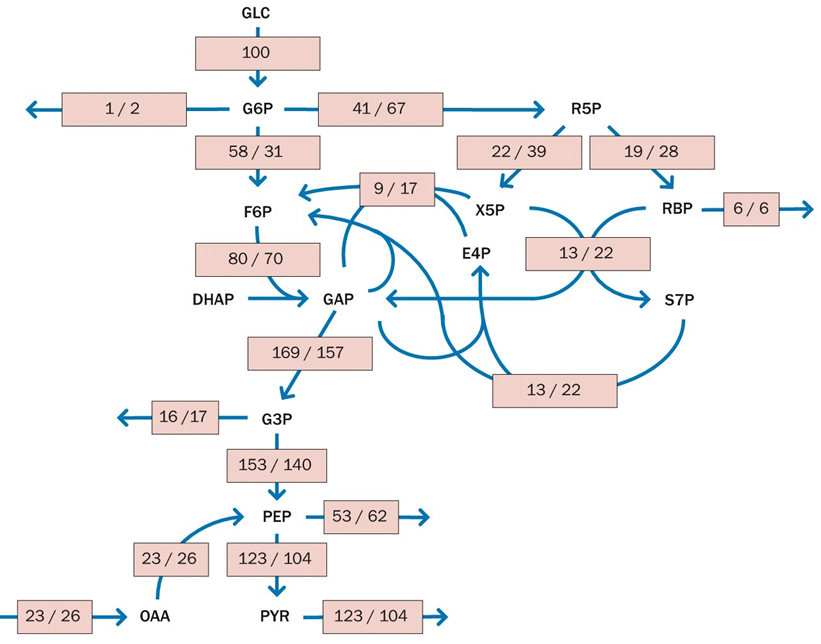 GLC
100
1 / 2
G6P
41 / 67
R5P
58 / 31
22 / 39
19 / 28
9 / 17
F6P
X5P
RBP
6 / 6
80 / 70
E4P
13 / 22
DHAP
GAP
S7P
169 / 157
13 / 22
16 /17
G3P
153 / 140
PEP
53 / 62
23 / 26
123 / 104
23 / 26
OAA
PYR
123 / 104